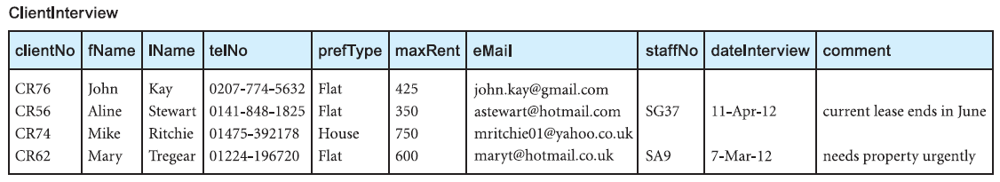 ClientInterview
clientNo fName lName telNo prefType maxRent eMail staffNo dateInterview comment
CR76 John Kay 0207-774-5632 Flat 425 john.kay@gmail.com
CR56 Aline Stewart 0141-848-1825 Flat 350 astewart@hotmail.com SG37 11-Apr-12 current lease ends in June
CR74 Mike Ritchie 01475-392178 House 750 mritchie01@yahoo.co.uk
CR62 Mary Tregear 01224-196720 Flat 600 maryt@hotmail.co.uk SA9 7-Mar-12 needs property urgently